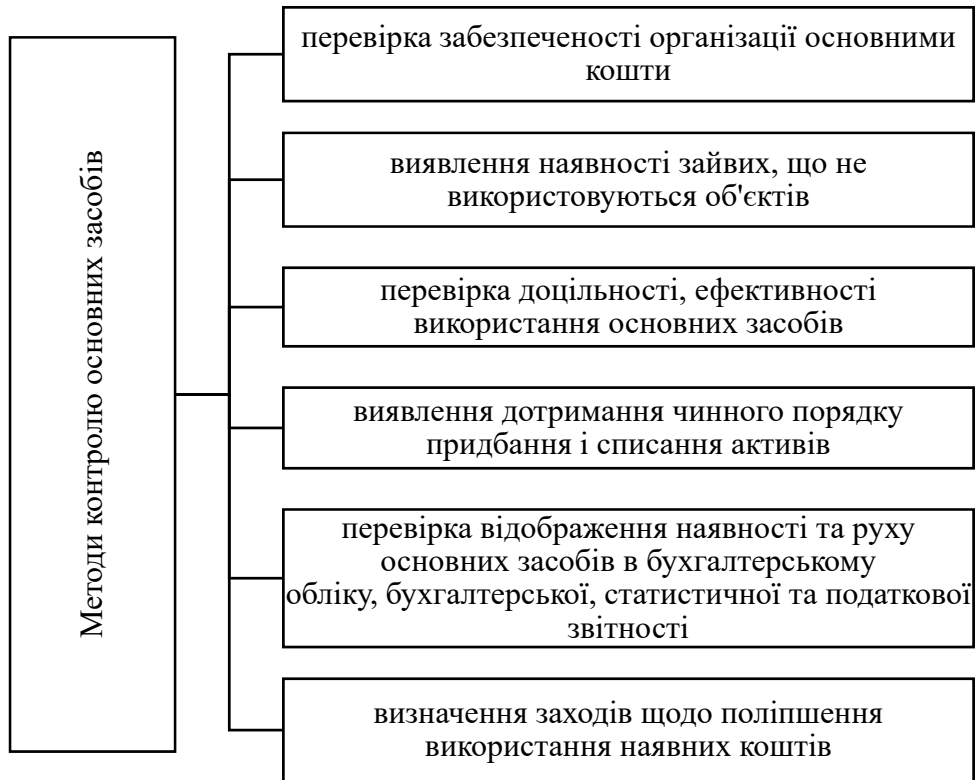 Методи контролю основних засобів
перевірка забезпеченості організації основними
кошти
виявлення наявності зайвих, що не
використовуються об'єктів
перевірка доцільності, ефективності
використання основних засобів
виявлення дотримання чинного порядку
придбання і списання активів
перевірка відображення наявності та руху
основних засобів в бухгалтерському
обліку, бухгалтерської, статистичної та податкової
звітності
визначення заходів щодо поліпшення
використання наявних коштів